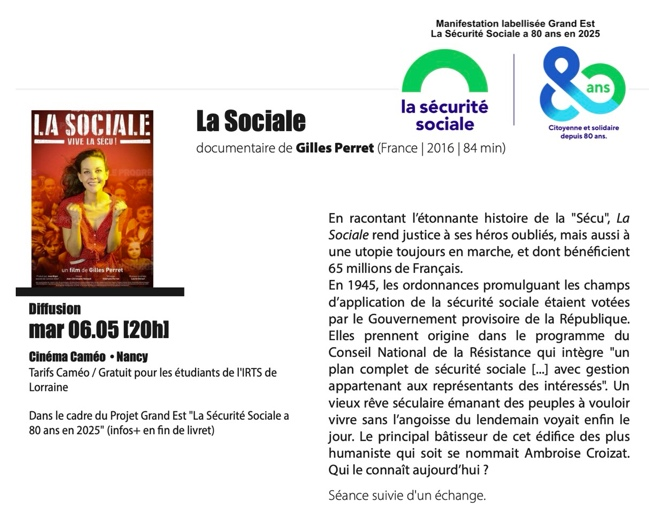 Manifestation labellisée Grand Est
La Sécurité Sociale a 80 ans en 2025
la sécurité
sociale
80 ans
Citoyenne et solidaire
depuis 80 ans.
LA SOCIALE
VIVE LA SÉCU !
un film de Gilles Perret
La Sociale
documentaire de Gilles Perret (France | 2016 | 84 min)
Diffusion
mar 06.05 [20h]
Cinéma Caméo • Nancy
Tarifs Caméo / Gratuit pour les étudiants de l'IRTS de
Lorraine
Dans le cadre du Projet Grand Est "La Sécurité Sociale a
80 ans en 2025" (infos+ en fin de livret)
En racontant l'étonnante histoire de la "Sécu", La
Sociale rend justice à ses héros oubliés, mais aussi à
une utopie toujours en marche, et dont bénéficient
65 millions de Français.
En 1945, les ordonnances promulguant les champs
d'application de la sécurité sociale étaient votées
par le Gouvernement provisoire de la République.
Elles prennent origine dans le programme du
Conseil National de la Résistance qui intègre "un
plan complet de sécurité sociale [...] avec gestion
appartenant aux représentants des intéressés". Un
vieux rêve séculaire émanant des peuples à vouloir
vivre sans l'angoisse du lendemain voyait enfin le
jour. Le principal bâtisseur de cet édifice des plus
humaniste qui soit se nommait Ambroise Croizat.
Qui le connaît aujourd'hui ?
Séance suivie d'un échange.